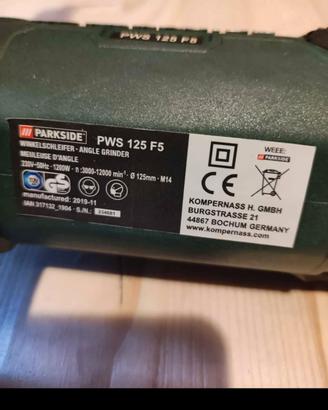 PWS 125 F5
/// PARKSIDE PWS 125 F5
WINKELSCHLEIFER · ANGLE GRINDER
MEULEUSE D'ANGLE
230V~50Hz · 1200W · n :3000-12000 min⁻¹ · Ø 125mm · M14
manufactured: 2019-11
IAN 317132_1904 · S./N.:
WEEE:
/// PARKSIDE
CE
KOMPERNASS H. GMBH
BURGSTRASSE 21
44867 BOCHUM GERMANY
www.kompernass.com